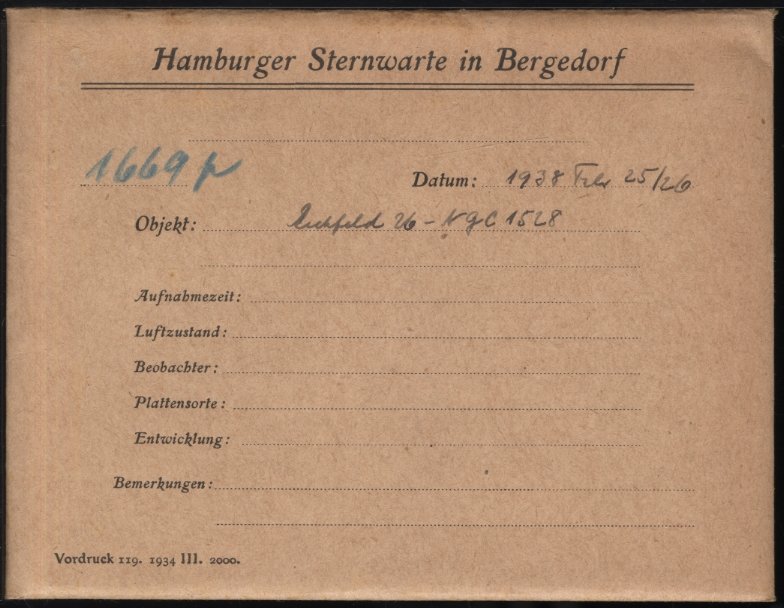 Hamburger Sternwarte in Bergedorf
1669 p
Datum: 1938 Febr 25/26
Objekt: 26 - NGC 1528
Aufnahmezeit:
Luftzustand:
Beobachter:
Plattensorte:
Entwicklung:
Bemerkungen:
Vordruck 119. 1934 III. 2000.